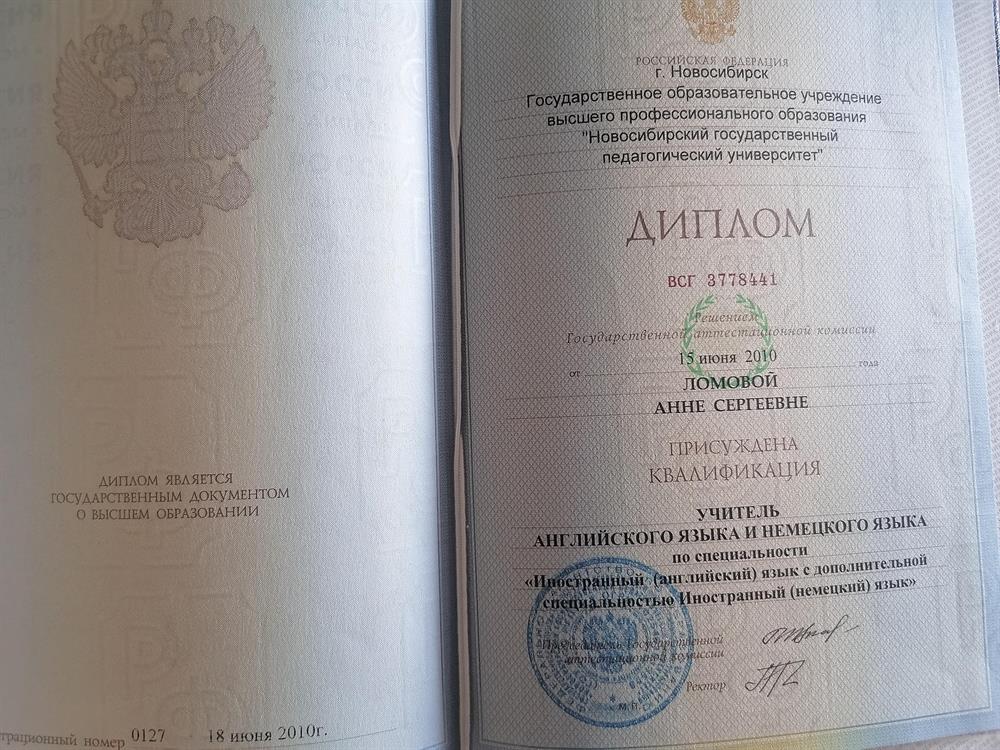 ДИПЛОМ ЯВЛЯЕТСЯ
ГОСУДАРСТВЕННЫМ ДОКУМЕНТОМ
О ВЫСШЕМ ОБРАЗОВАНИИ
номер 0127 18 июня 2010г.
РОССИЙСКАЯ ФЕДЕРАЦИЯ
г. Новосибирск
Государственное образовательное учреждение
высшего профессионального образования
"Новосибирский государственный
педагогический университет"
ДИПЛОМ
ВСГ 3778441
Решением
Государственной аттестационной комиссии
от 15 июня 2010 года
ЛОМОВОЙ
АННЕ СЕРГЕЕВНЕ
ПРИСУЖДЕНА
КВАЛИФИКАЦИЯ
УЧИТЕЛЬ
АНГЛИЙСКОГО ЯЗЫКА И НЕМЕЦКОГО ЯЗЫКА
по специальности
«Иностранный (английский) язык с дополнительной
специальностью Иностранный (немецкий) язык»
Председатель Государственной
аттестационной комиссии
Ректор
М.П.